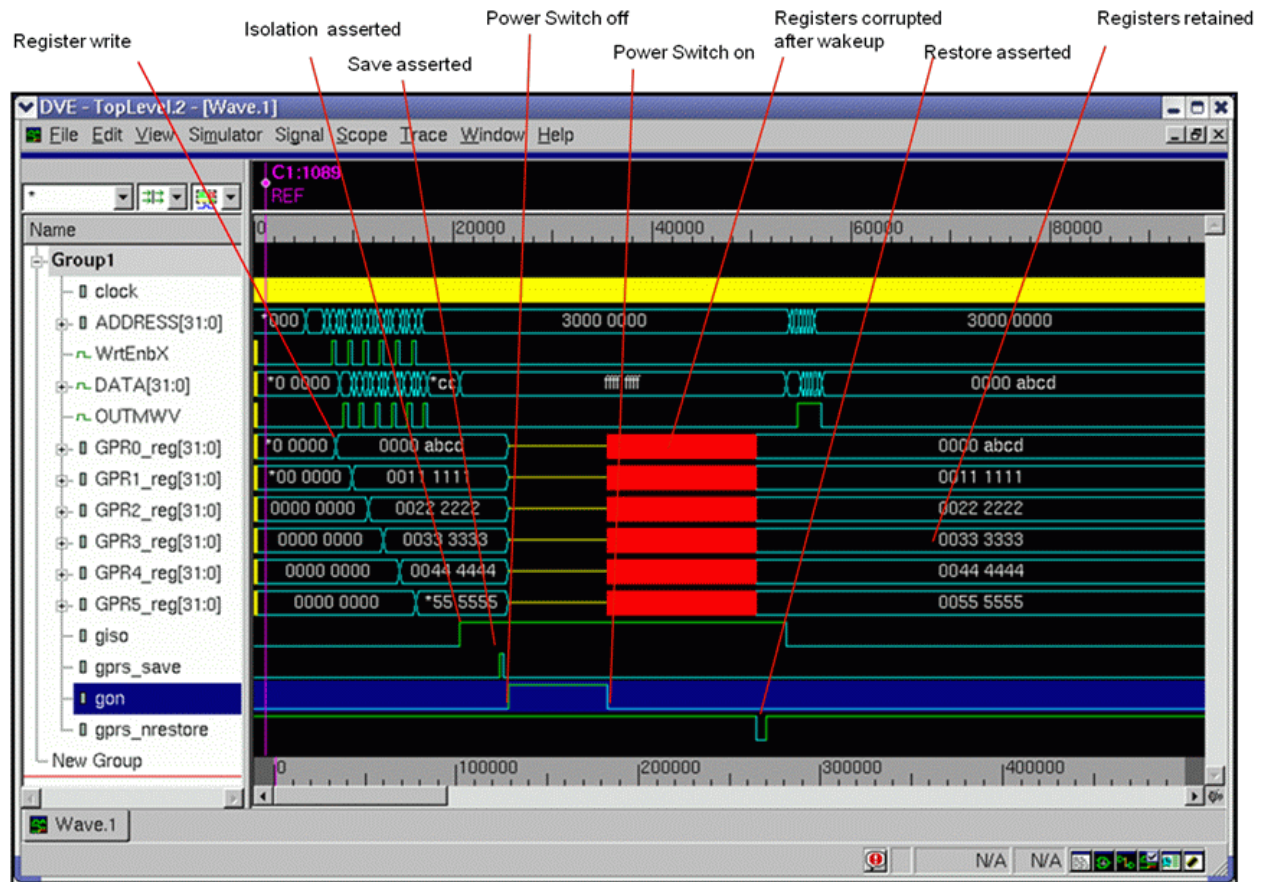 Register write
Isolation asserted
Save asserted
Power Switch off
Power Switch on
Registers corrupted
after wakeup
Restore asserted
Registers retained
DVE - TopLevel.2 - [Wave.1]
File Edit View Simulator Signal Scope Trace Window Help
C1:1089
REF
*
Name
0 20000 40000 60000 80000
Group1
clock
ADDRESS[31:0] *000 3000 0000 3000 0000
WrtEnbX
DATA[31:0] *0 0000 *cc ffff ffff 0000 abcd
OUTMWV
GPR0_reg[31:0] *0 0000 0000 abcd 0000 abcd
GPR1_reg[31:0] *00 0000 0011 1111 0011 1111
GPR2_reg[31:0] 0000 0000 0022 2222 0022 2222
GPR3_reg[31:0] 0000 0000 0033 3333 0033 3333
GPR4_reg[31:0] 0000 0000 0044 4444 0044 4444
GPR5_reg[31:0] 0000 0000 *55 5555 0055 5555
giso
gprs_save
gon
gprs_nrestore
New Group
0 100000 200000 300000 400000
Wave.1
N/A N/A